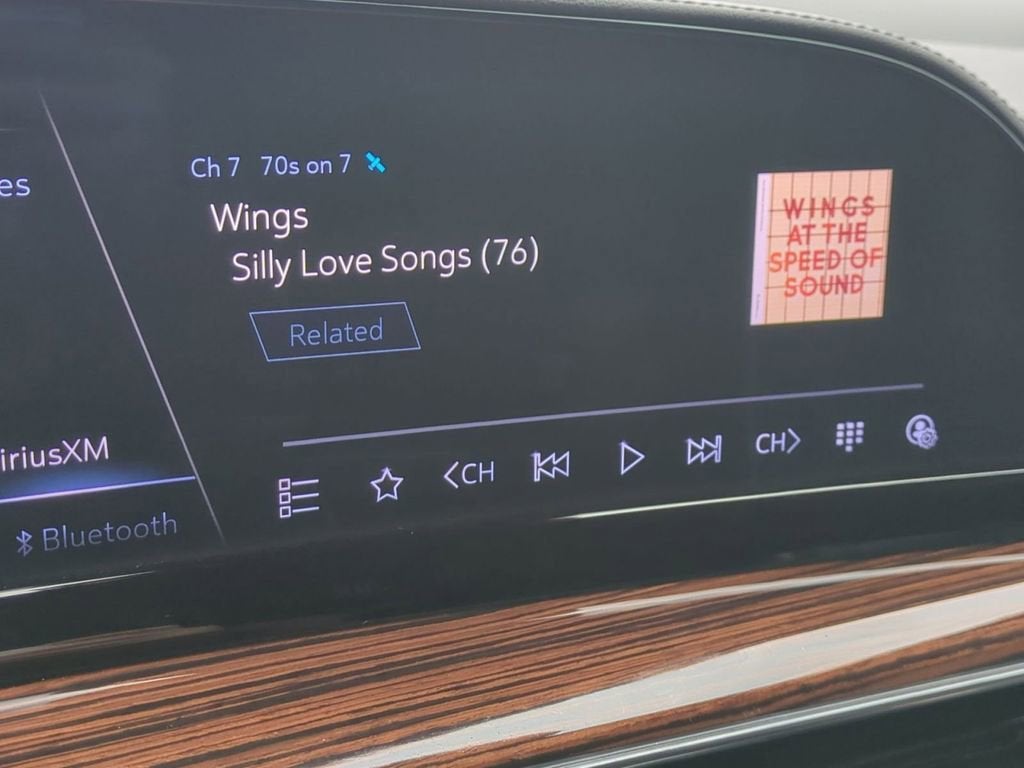 es
Ch 7 70s on 7
Wings
Silly Love Songs (76)
Related
WINGS
AT THE
SPEED OF
SOUND
iriusXM
<CH
CH>
Bluetooth